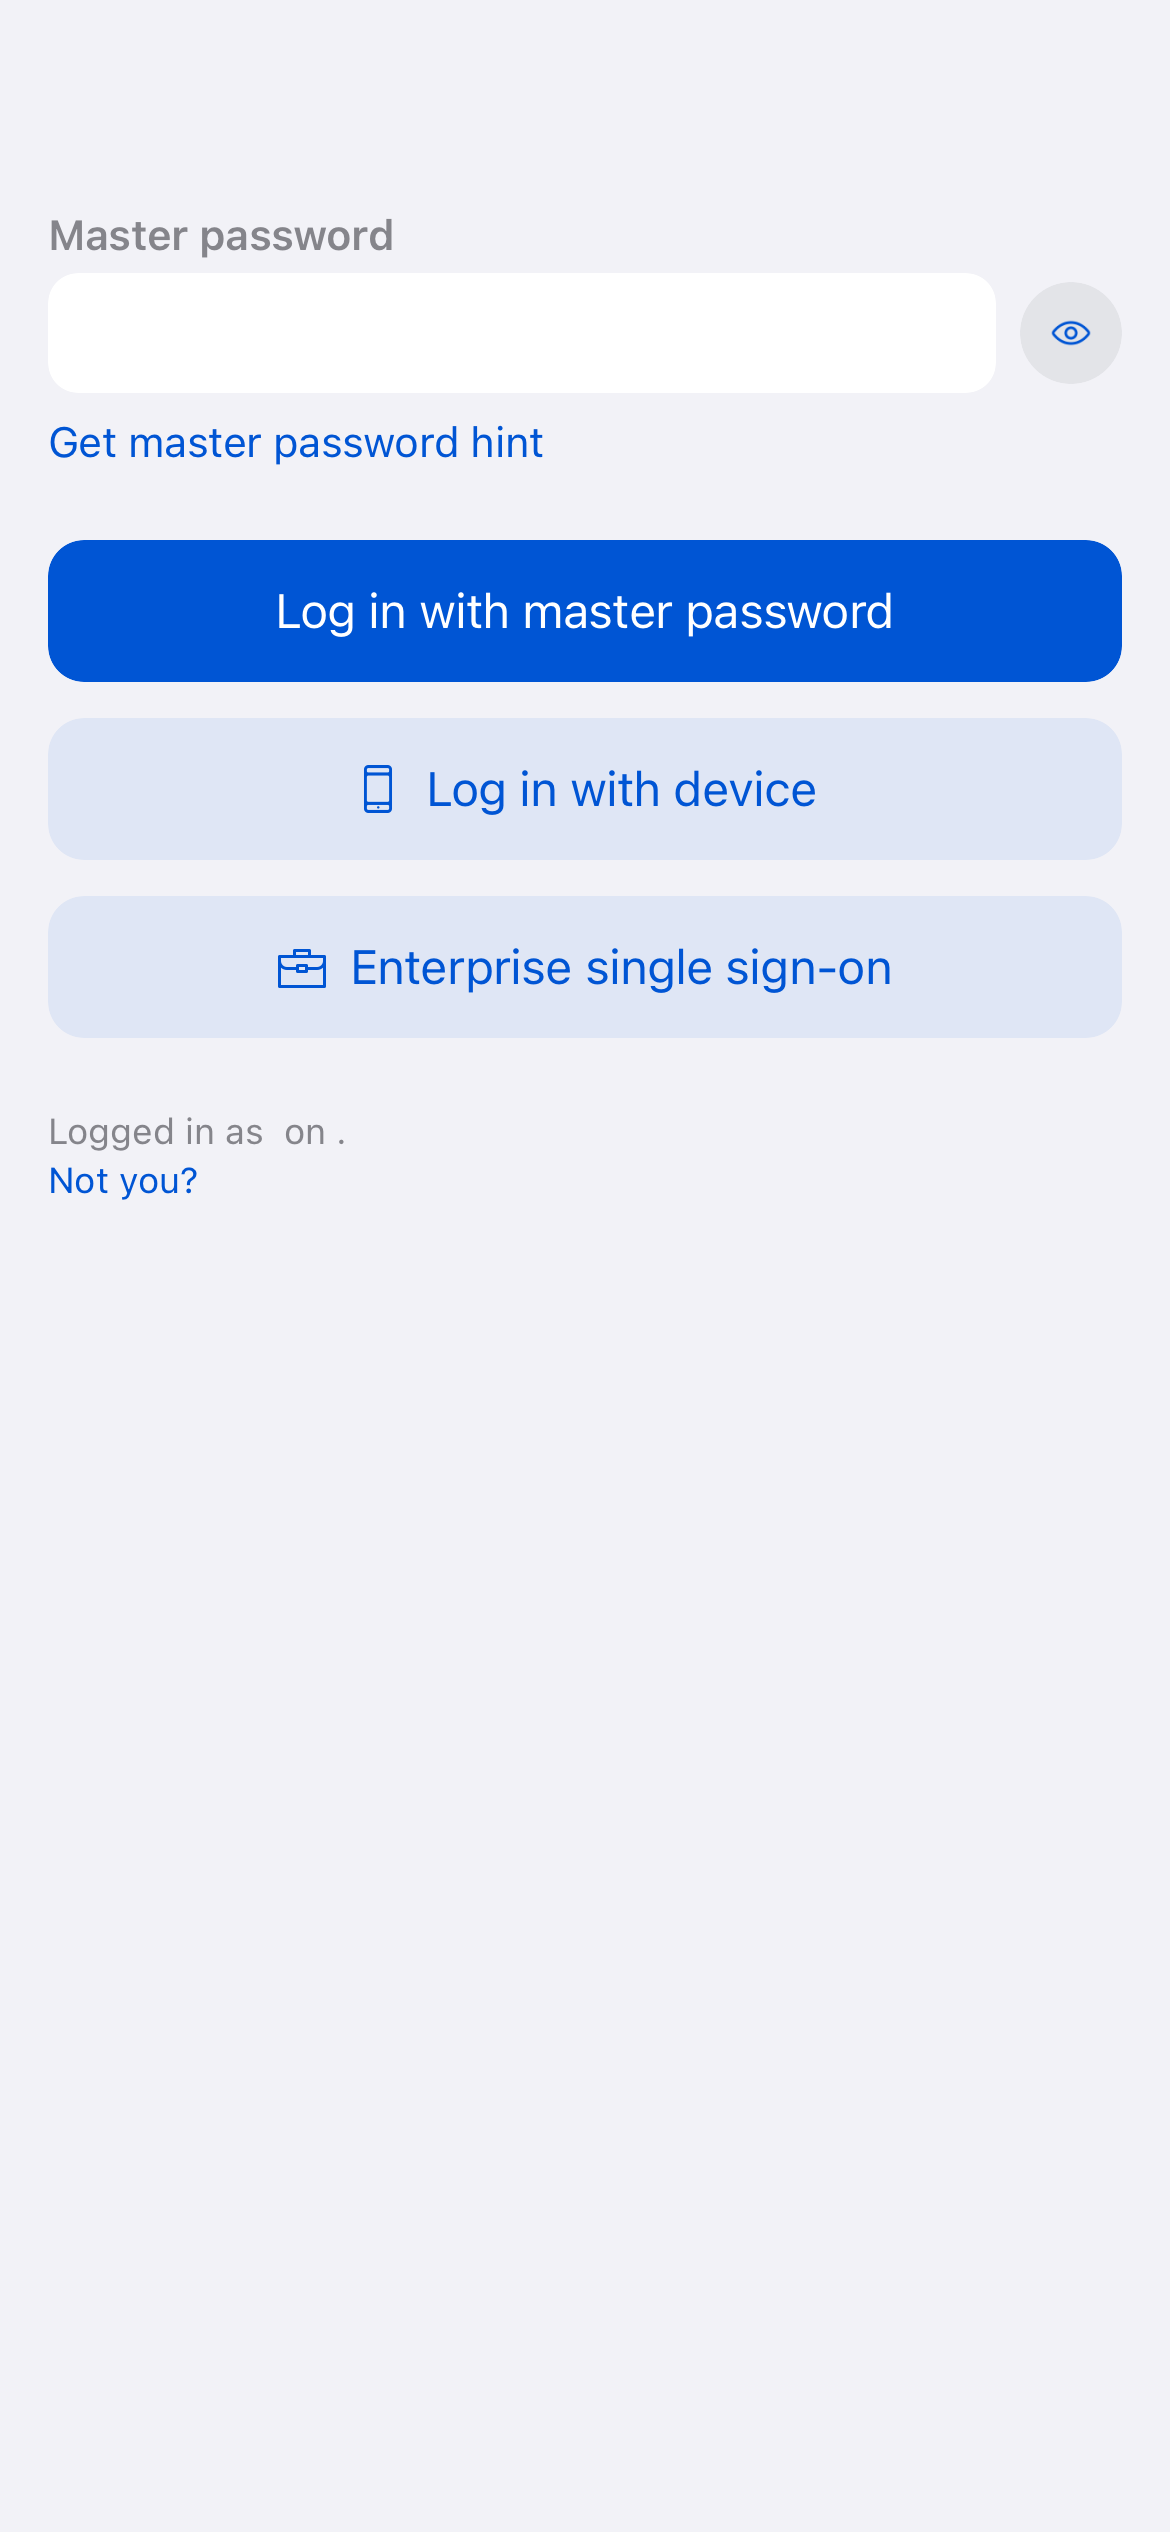 Master password
Get master password hint
Log in with master password
Log in with device
Enterprise single sign-on
Logged in as  on .
Not you?